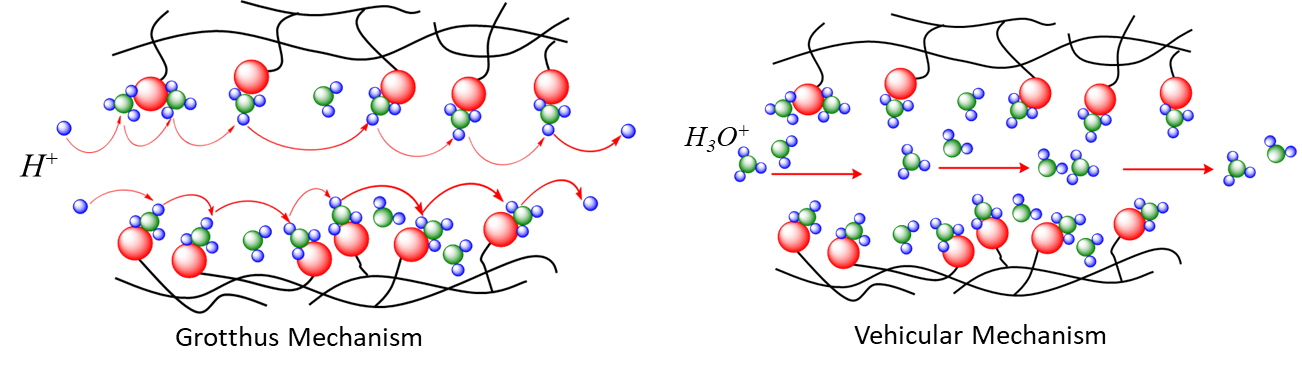 H+
Grotthus Mechanism
H3O+
Vehicular Mechanism